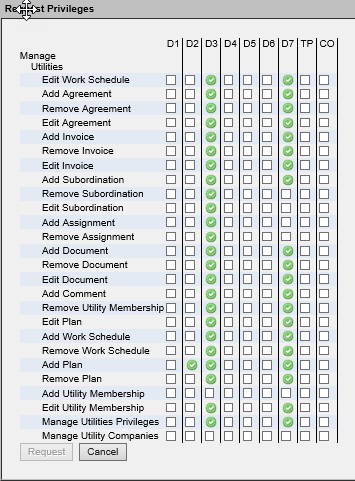 Request Privileges
D1 D2 D3 D4 D5 D6 D7 TP CO
Manage
Utilities
Edit Work Schedule
Add Agreement
Remove Agreement
Edit Agreement
Add Invoice
Remove Invoice
Edit Invoice
Add Subordination
Remove Subordination
Edit Subordination
Add Assignment
Remove Assignment
Add Document
Remove Document
Edit Document
Add Comment
Remove Utility Membership
Edit Plan
Add Work Schedule
Remove Work Schedule
Add Plan
Remove Plan
Add Utility Membership
Edit Utility Membership
Manage Utilities Privileges
Manage Utility Companies
Request Cancel